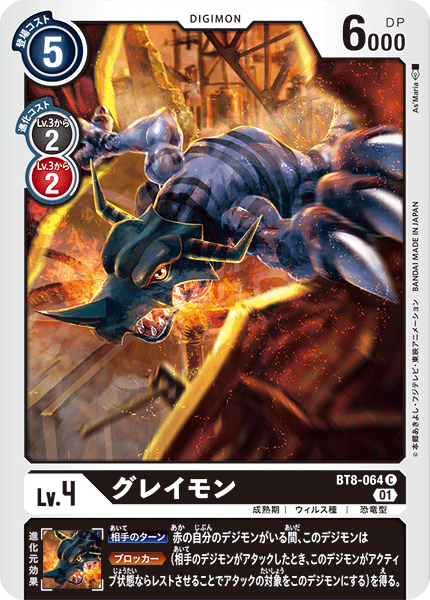 登場コスト
5
DIGIMON
6000
DP
進化コスト
Lv.3から
2
Lv.3から
2
As'Maria
©本郷あきよし・フジテレビ・東映アニメーション BANDAI MADE IN JAPAN
BT8-064 C
01
Lv.4
グレイモン
成熟期 | ウィルス種 | 恐竜型
進化元効果
相手のターン 赤の自分のデジモンがいる間、このデジモンは
ブロッカー (相手のデジモンがアタックしたとき、このデジモンがアクティ
ブ状態ならレストさせることでアタックの対象をこのデジモンにする)を得る。